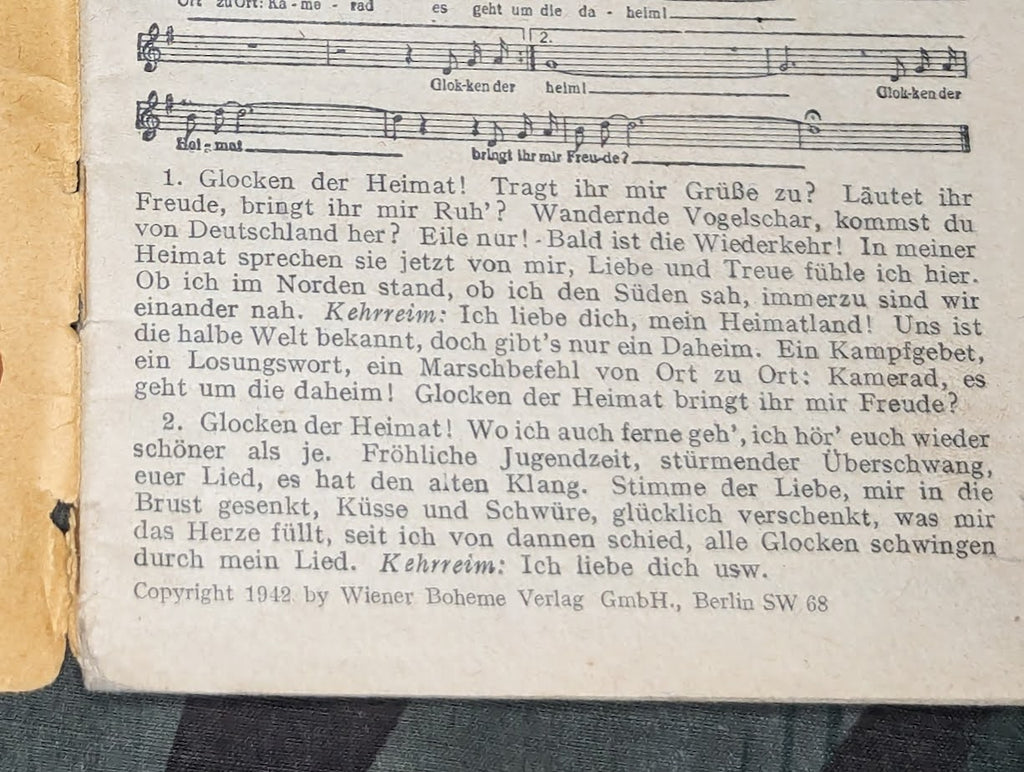 Ort zu Ort: Ka - me - rad es geht um die da - heim!
2.
Glok-ken der heim! Glok-ken der
Hei - mat bringt ihr mir Freu-de?
1. Glocken der Heimat! Tragt ihr mir Grüße zu? Läutet ihr
Freude, bringt ihr mir Ruh’? Wandernde Vogelschar, kommst du
von Deutschland her? Eile nur! - Bald ist die Wiederkehr! In meiner
Heimat sprechen sie jetzt von mir, Liebe und Treue fühle ich hier.
Ob ich im Norden stand, ob ich den Süden sah, immerzu sind wir
einander nah. Kehrreim: Ich liebe dich, mein Heimatland! Uns ist
die halbe Welt bekannt, doch gibt’s nur ein Daheim. Ein Kampfgebet,
ein Losungswort, ein Marschbefehl von Ort zu Ort: Kamerad, es
geht um die daheim! Glocken der Heimat bringt ihr mir Freude?
2. Glocken der Heimat! Wo ich auch ferne geh’, ich hör’ euch wieder
schöner als je. Fröhliche Jugendzeit, stürmender Überschwang,
euer Lied, es hat den alten Klang. Stimme der Liebe, mir in die
Brust gesenkt, Küsse und Schwüre, glücklich verschenkt, was mir
das Herze füllt, seit ich von dannen schied, alle Glocken schwingen
durch mein Lied. Kehrreim: Ich liebe dich usw.
Copyright 1942 by Wiener Boheme Verlag GmbH., Berlin SW 68